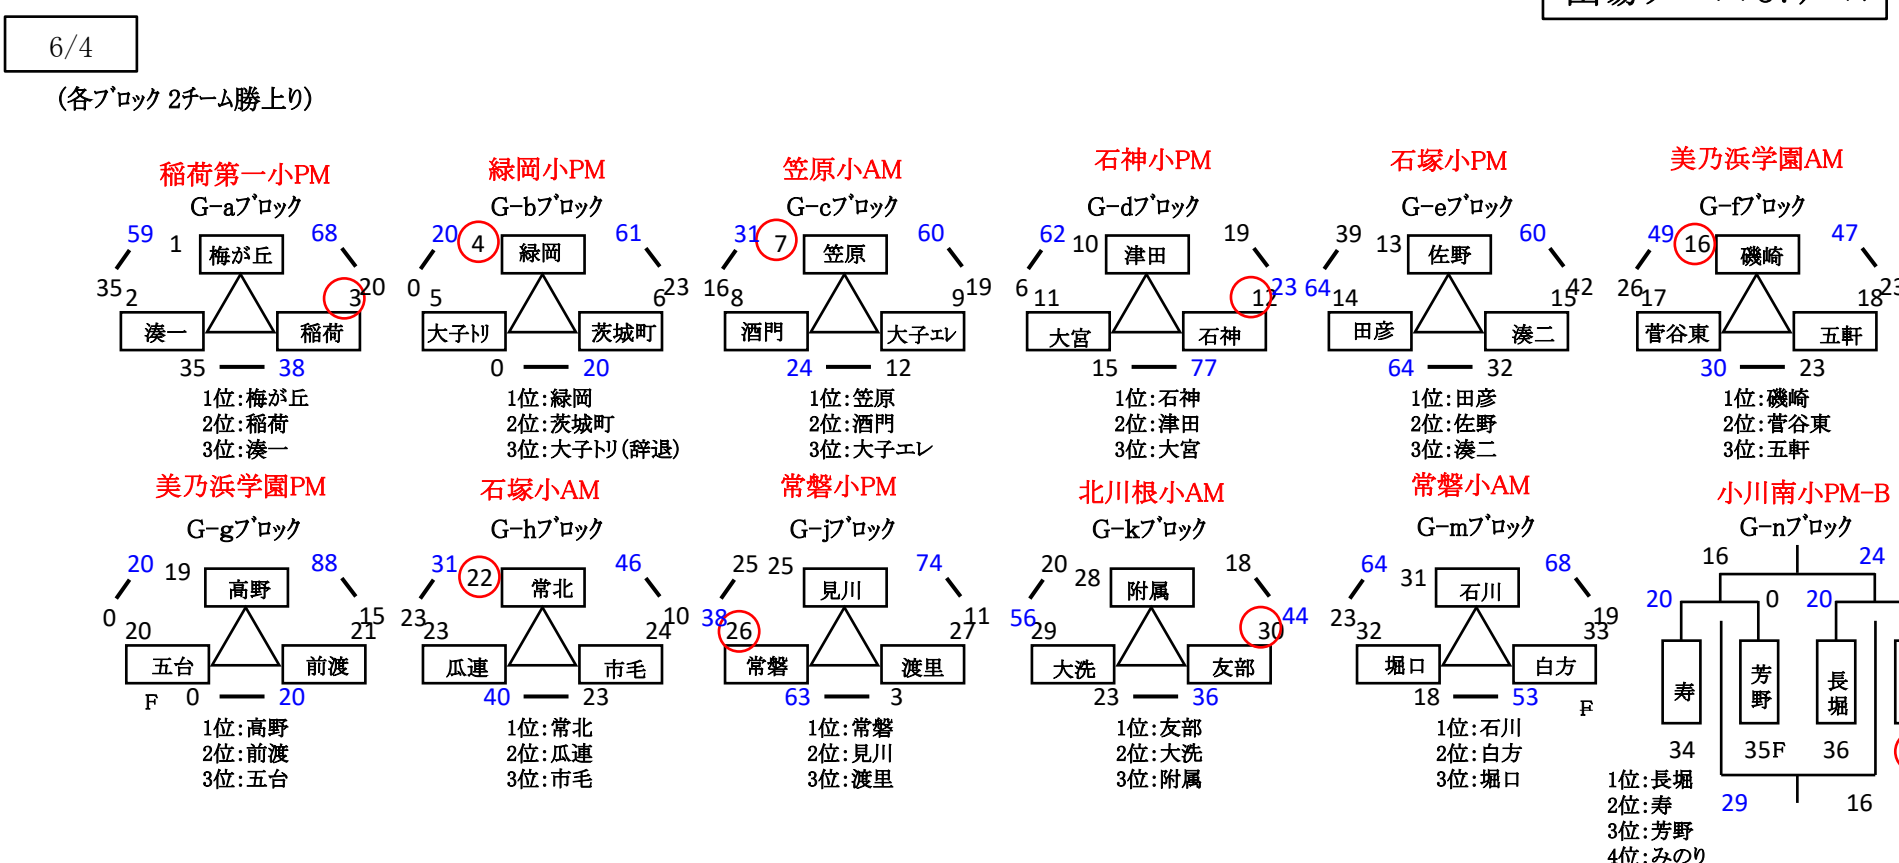 6/4
(各ブロック 2チーム勝上り)
稲荷第一小PM
G-aブロック
59 1 梅が丘 68
35 2 湊一 3 20 稲荷
35 38
1位:梅が丘
2位:稲荷
3位:湊一
緑岡小PM
G-bブロック
20 4 緑岡 61
0 5 大子トリ 6 23 茨城町
0 20
1位:緑岡
2位:茨城町
3位:大子トリ(辞退)
笠原小AM
G-cブロック
31 7 笠原 60
16 8 酒門 9 19 大子エレ
24 12
1位:笠原
2位:酒門
3位:大子エレ
石神小PM
G-dブロック
62 10 津田 19
6 11 大宮 12 23 石神
15 77
1位:石神
2位:津田
3位:大宮
石塚小PM
G-eブロック
39 13 佐野 60
64 14 田彦 15 42 湊二
64 32
1位:田彦
2位:佐野
3位:湊二
美乃浜学園AM
G-fブロック
49 16 磯崎 47
26 17 菅谷東 18 23 五軒
30 23
1位:磯崎
2位:菅谷東
3位:五軒
美乃浜学園PM
G-gブロック
20 19 高野 88
0 20 五台 21 15 前渡
F 0 20
1位:高野
2位:前渡
3位:五台
石塚小AM
G-hブロック
31 22 常北 46
23 23 瓜連 24 10 市毛
40 23
1位:常北
2位:瓜連
3位:市毛
常磐小PM
G-jブロック
25 25 見川 74
38 26 常磐 27 11 渡里
63 3
1位:常磐
2位:見川
3位:渡里
北川根小AM
G-kブロック
20 28 附属 18
56 29 大洗 30 44 友部
23 36
1位:友部
2位:大洗
3位:附属
常磐小AM
G-mブロック
64 31 石川 68
23 32 堀口 33 19 白方
18 53 F
1位:石川
2位:白方
3位:堀口
小川南小PM-B
G-nブロック
16 24
20 0 20
寿 芳野 長堀
34 35F 36
29 16
1位:長堀
2位:寿
3位:芳野
4位:みのり